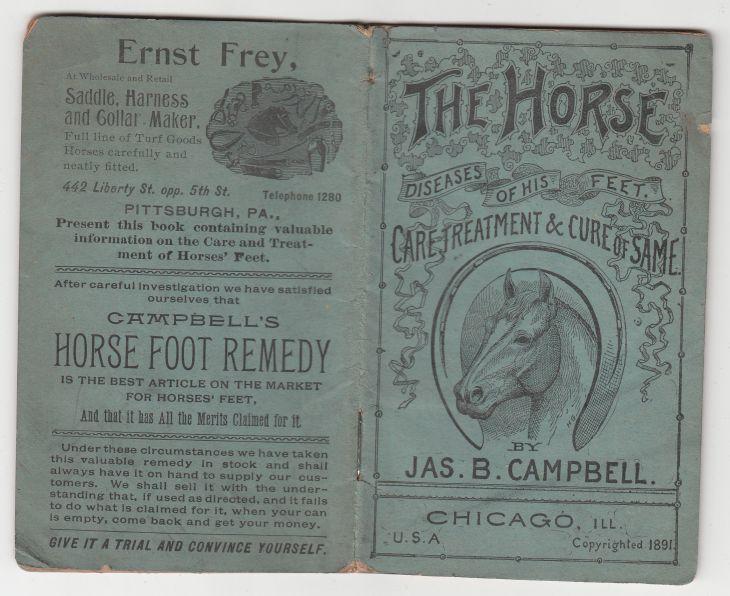 Ernst Frey,
At Wholesale and Retail
Saddle, Harness
and Collar Maker.
Full line of Turf Goods
Horses carefully and
neatly fitted.
442 Liberty St. opp. 5th St.
Telephone 1280
PITTSBURGH, PA.,
Present this book containing valuable
information on the Care and Treat-
ment of Horses' Feet.
After careful investigation we have satisfied
ourselves that
CAMPBELL'S
HORSE FOOT REMEDY
IS THE BEST ARTICLE ON THE MARKET
FOR HORSES' FEET,
And that it has All the Merits Claimed for it.
Under these circumstances we have taken
this valuable remedy in stock and shall
always have it on hand to supply our cus-
tomers. We shall sell it with the under-
standing that, if used as directed, and it fails
to do what is claimed for it, when your can
is empty, come back and get your money.
GIVE IT A TRIAL AND CONVINCE YOURSELF.
THE HORSE
DISEASES OF HIS FEET.
CARE TREATMENT & CURE OF SAME.
BY
JAS. B. CAMPBELL.
CHICAGO, ILL.
U.S.A
Copyrighted 1891.